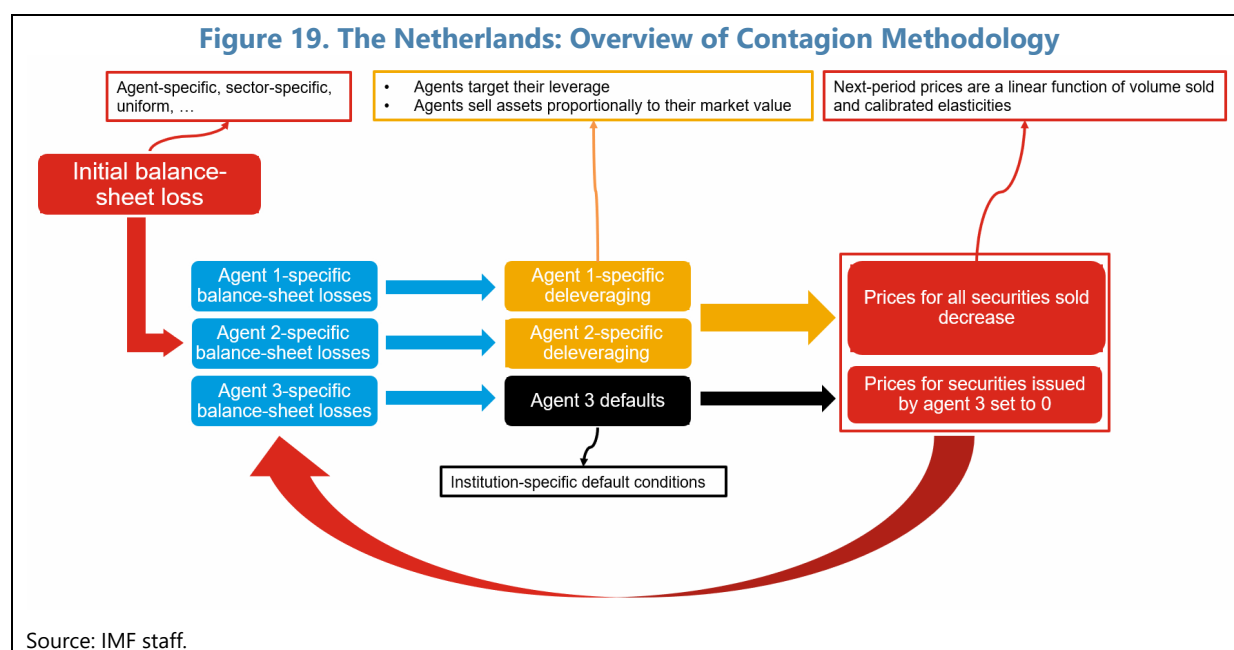 Figure 19. The Netherlands: Overview of Contagion Methodology
Agent-specific, sector-specific,
uniform, …
• Agents target their leverage
• Agents sell assets proportionally to their market value
Next-period prices are a linear function of volume sold
and calibrated elasticities
Initial balance-
sheet loss
Agent 1-specific
balance-sheet losses
Agent 1-specific
deleveraging
Agent 2-specific
balance-sheet losses
Agent 2-specific
deleveraging
Prices for all securities sold
decrease
Agent 3-specific
balance-sheet losses
Agent 3 defaults
Prices for securities issued
by agent 3 set to 0
Institution-specific default conditions
Source: IMF staff.